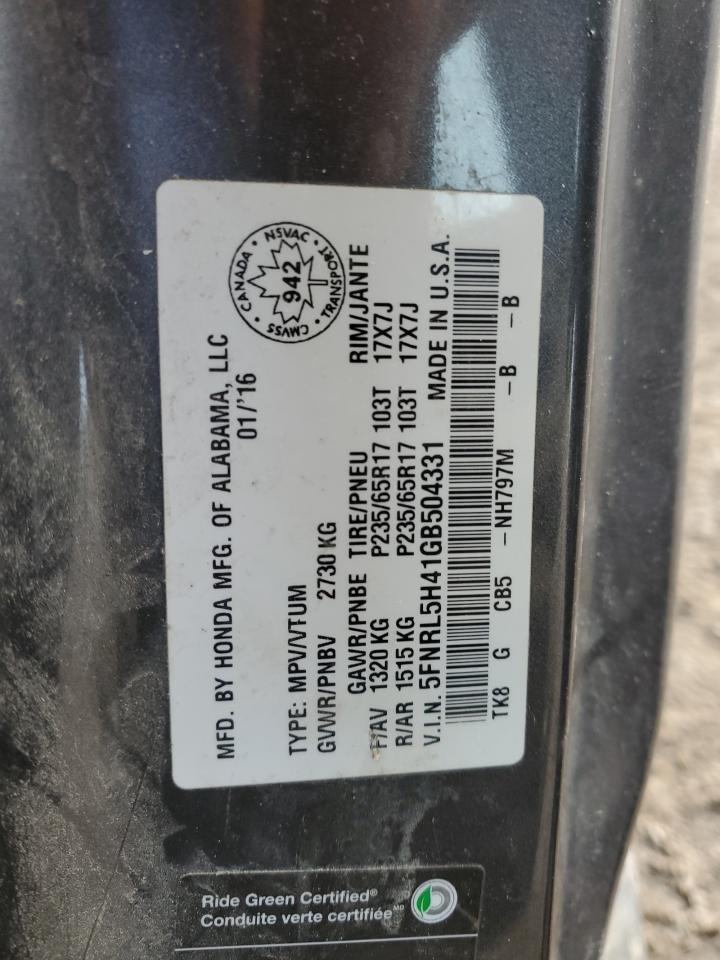 MFD. BY HONDA MFG. OF ALABAMA, LLC
01/'16
CANADA • NSVAC • TRANSPORT • CMVSS •
942
TYPE: MPV/VTUM
GVWR/PNBV 2730 KG
GAWR/PNBE TIRE/PNEU RIM/JANTE
F/AV 1320 KG P235/65R17 103T 17X7J
R/AR 1515 KG P235/65R17 103T 17X7J
V.I.N. 5FNRL5H41GB504331 MADE IN U.S.A.
TK8 G CB5 -NH797M -B -B
Ride Green Certified®
Conduite verte certifiée MD